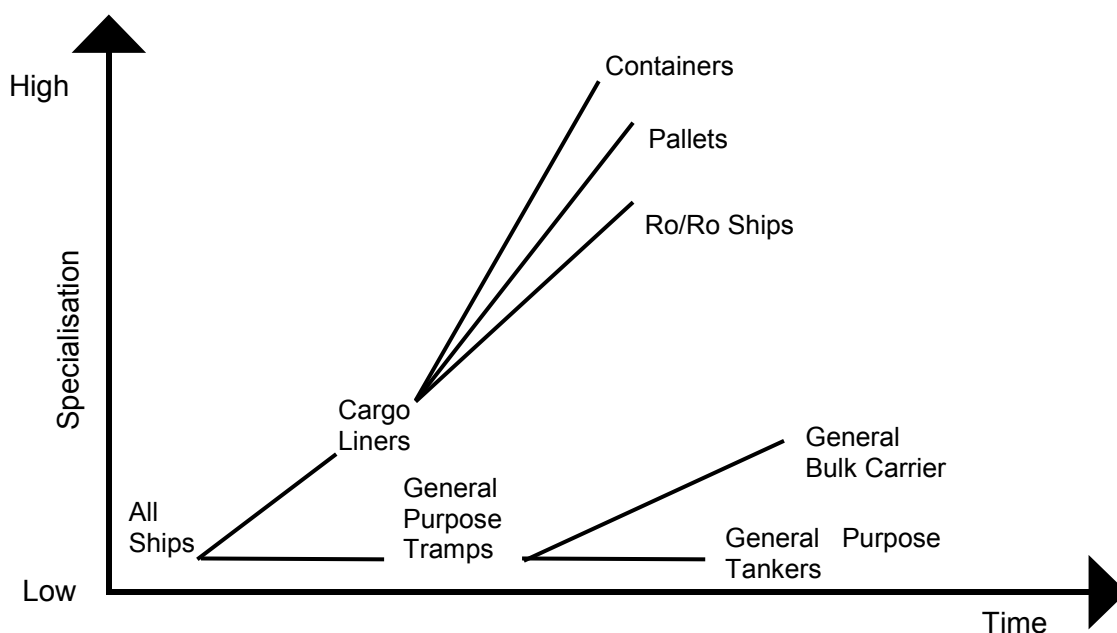 High
Containers
Pallets
Ro/Ro Ships
Specialisation
Cargo
Liners
General
Bulk Carrier
General
Purpose
Tramps
All
Ships
General Purpose
Tankers
Low
Time